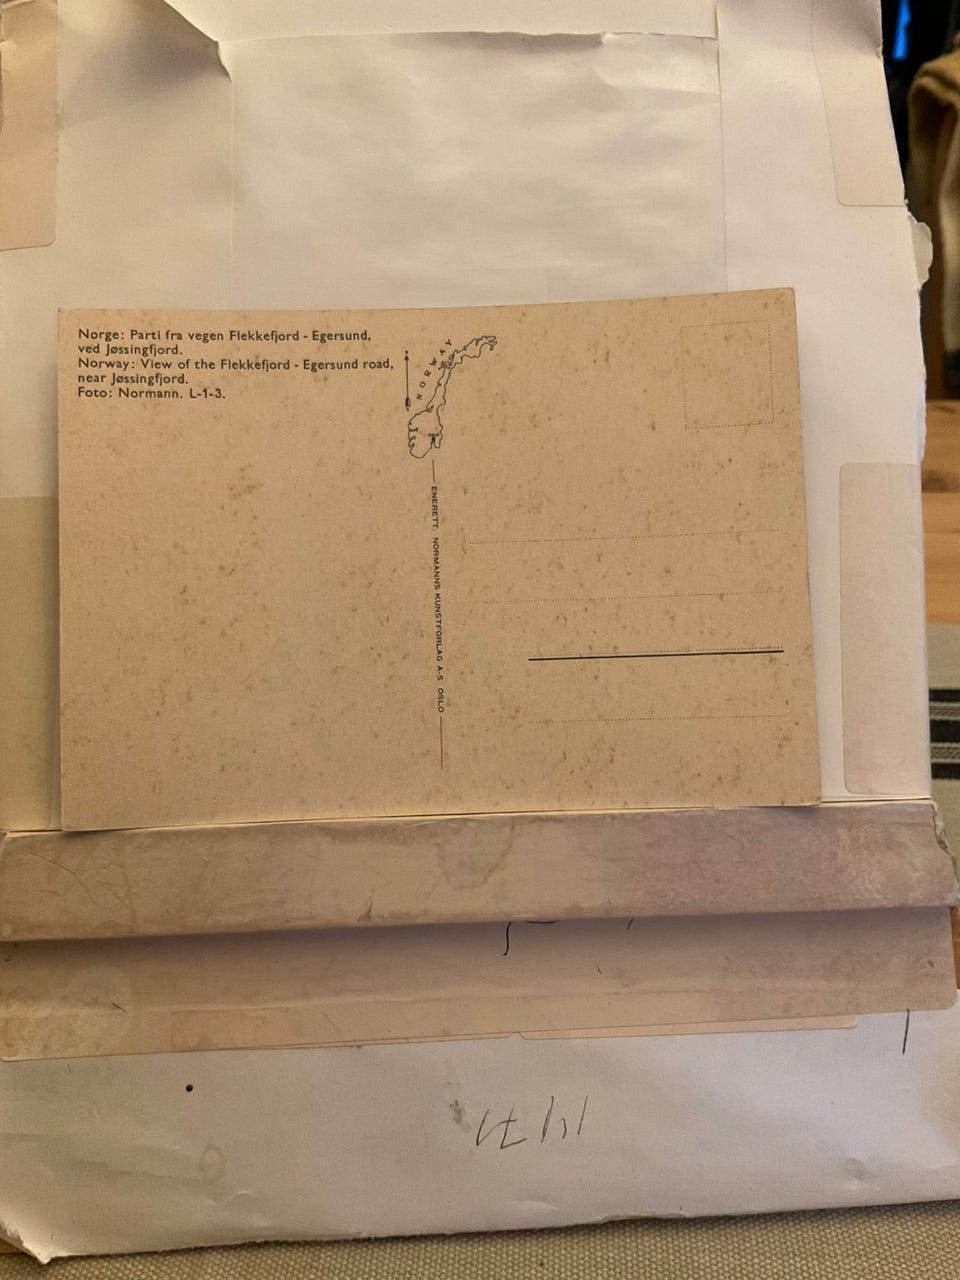 Norge: Parti fra vegen Flekkefjord - Egersund,
ved Jøssingfjord.
Norway: View of the Flekkefjord - Egersund road,
near Jøssingfjord.
Foto: Normann. L-1-3.
NORWAY
ENERETT: NORMANNS KUNSTFORLAG A-S OSLO